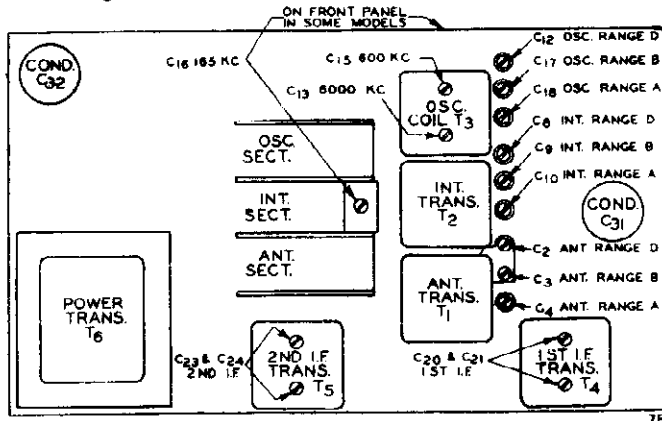 ON FRONT PANEL
IN SOME MODELS
COND.
C32
C16 165 KC
C15 600 KC
C13 6000 KC
OSC.
COIL T3
C12 OSC. RANGE D
C17 OSC. RANGE B
C18 OSC RANGE A
C8 INT. RANGE D
C9 INT. RANGE B
C10 INT. RANGE A
OSC.
SECT.
INT.
SECT.
ANT.
SECT.
INT.
TRANS.
T2
COND.
C31
C2 ANT RANGE D
C3 ANT. RANGE B
C4 ANT. RANGE A
ANT.
TRANS.
T1
POWER
TRANS.
T6
C23 & C24
2ND I.F
2ND I.F
TRANS.
T5
C20 & C21
1ST I.F
1ST I.F
TRANS.
T4